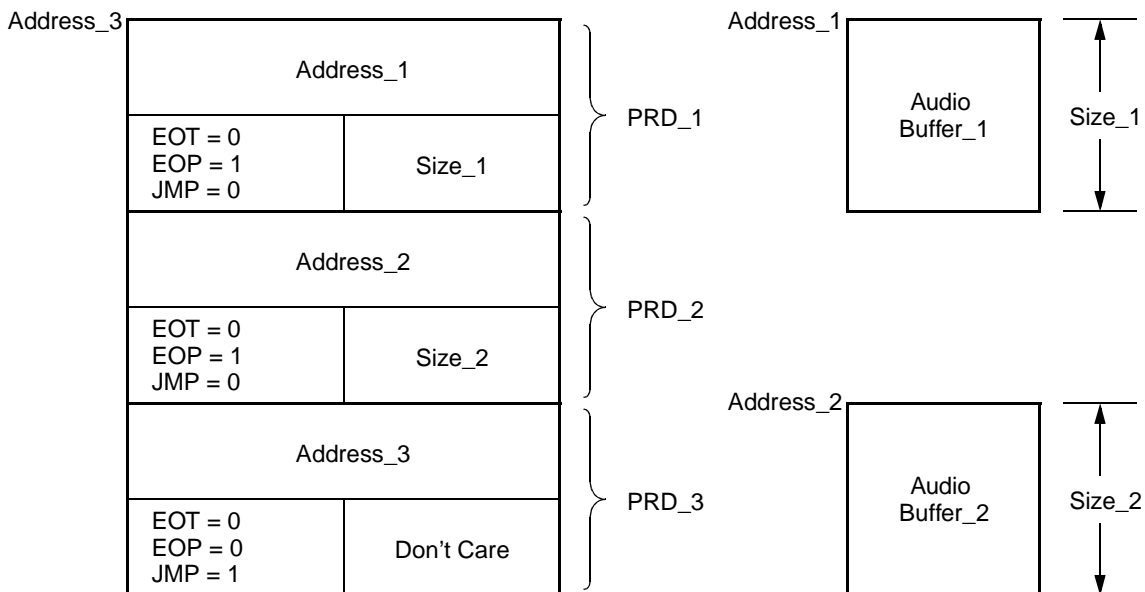 Address_3
Address_1
EOT = 0
EOP = 1
JMP = 0
Size_1
PRD_1
Address_2
EOT = 0
EOP = 1
JMP = 0
Size_2
PRD_2
Address_3
EOT = 0
EOP = 0
JMP = 1
Don’t Care
PRD_3
Address_1
Audio
Buffer_1
Size_1
Address_2
Audio
Buffer_2
Size_2